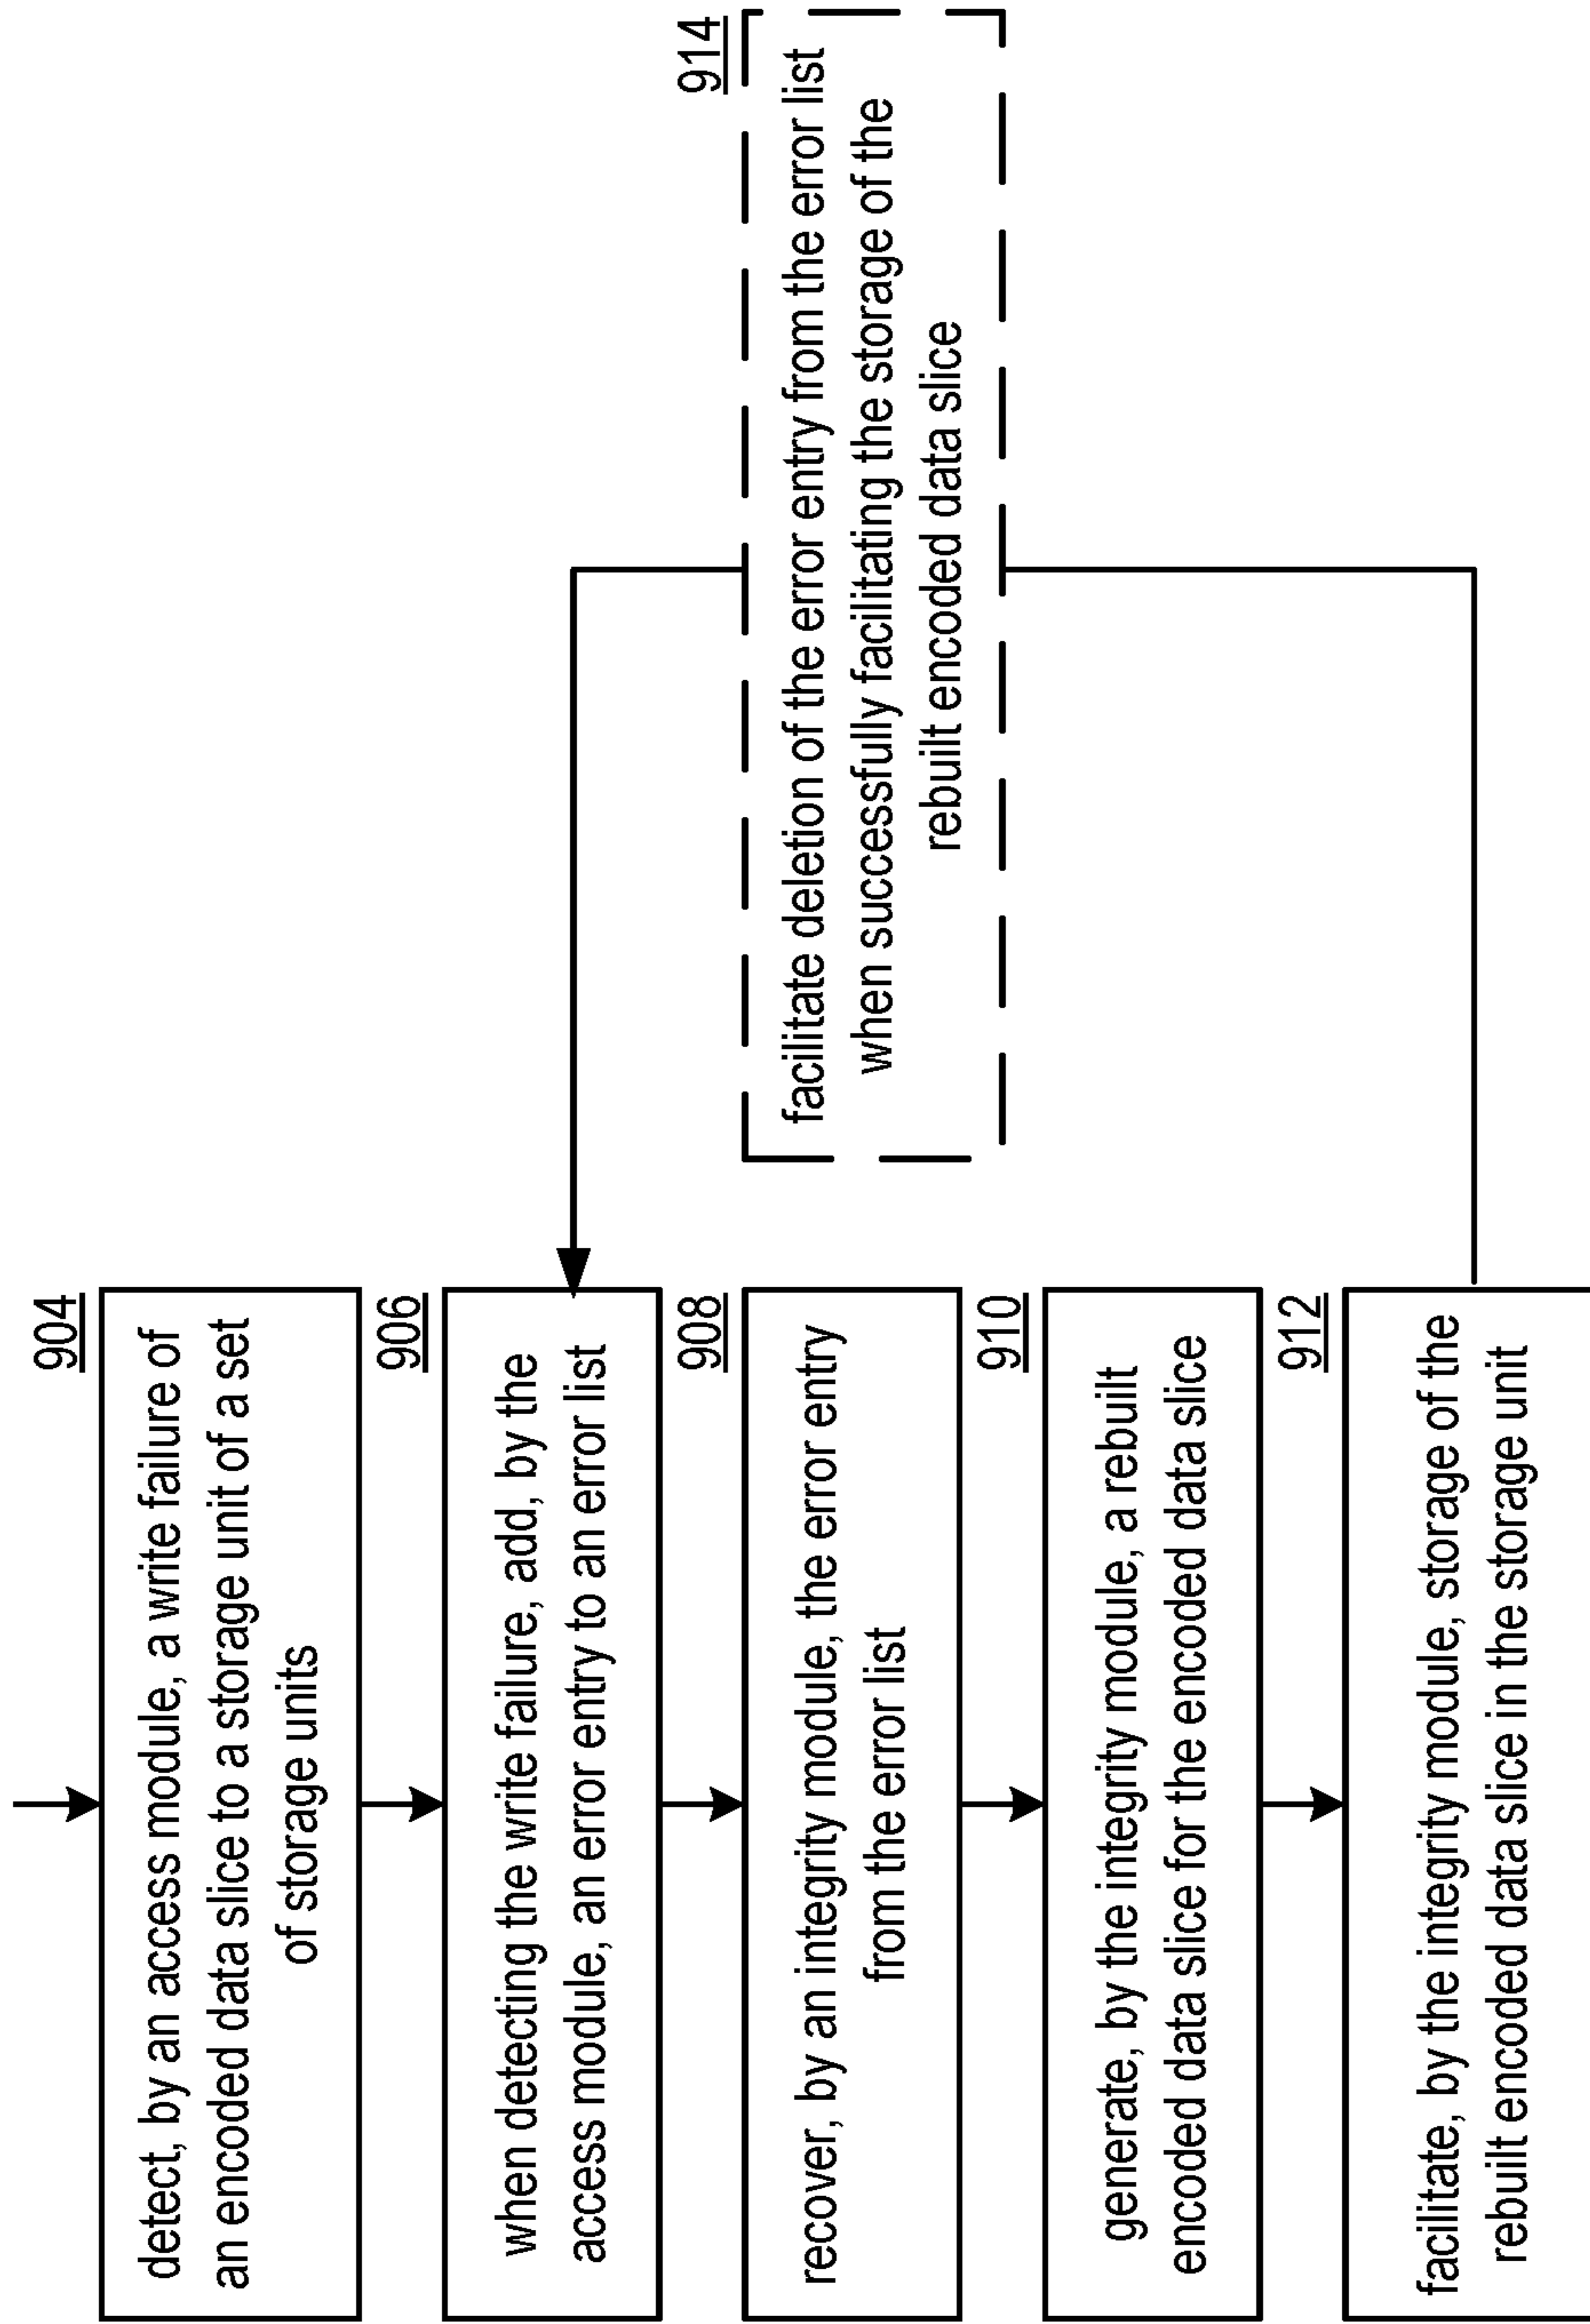 904
detect, by an access module, a write failure of
an encoded data slice to a storage unit of a set
of storage units
906
when detecting the write failure, add, by the
access module, an error entry to an error list
908
recover, by an integrity module, the error entry
from the error list
910
generate, by the integrity module, a rebuilt
encoded data slice for the encoded data slice
912
facilitate, by the integrity module, storage of the
rebuilt encoded data slice in the storage unit
914
facilitate deletion of the error entry from the error list
when successfully facilitating the storage of the
rebuilt encoded data slice